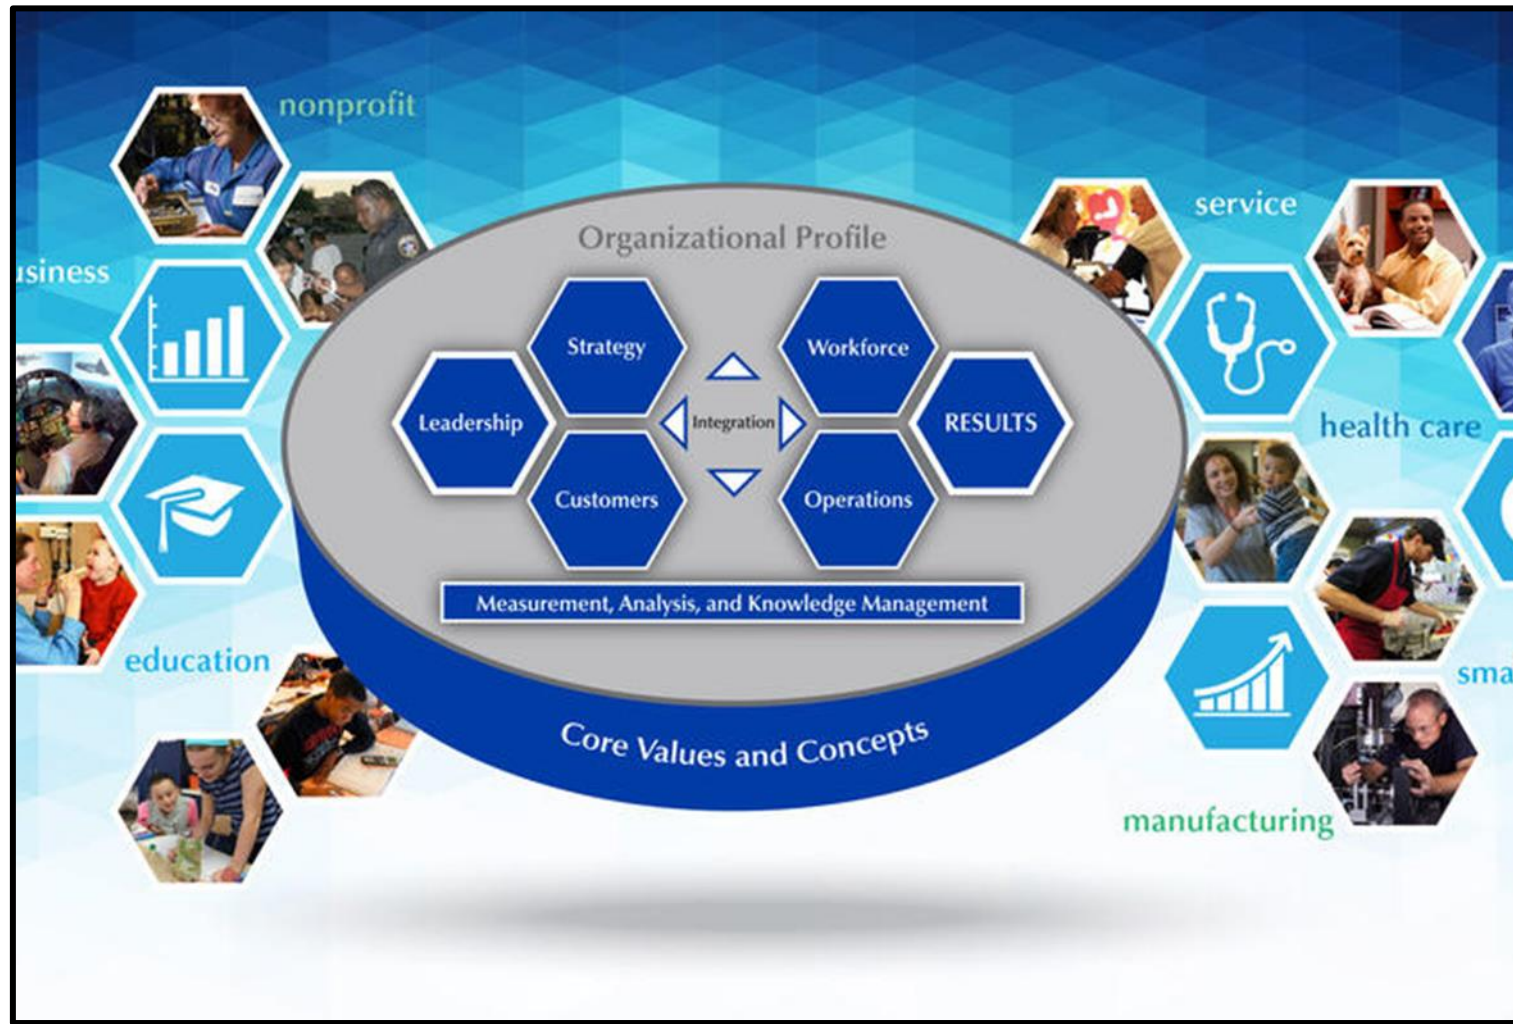 nonprofit
service
Organizational Profile
usiness
Strategy
Workforce
Leadership
Integration
RESULTS
health care
Customers
Operations
Measurement, Analysis, and Knowledge Management
education
sma
Core Values and Concepts
manufacturing